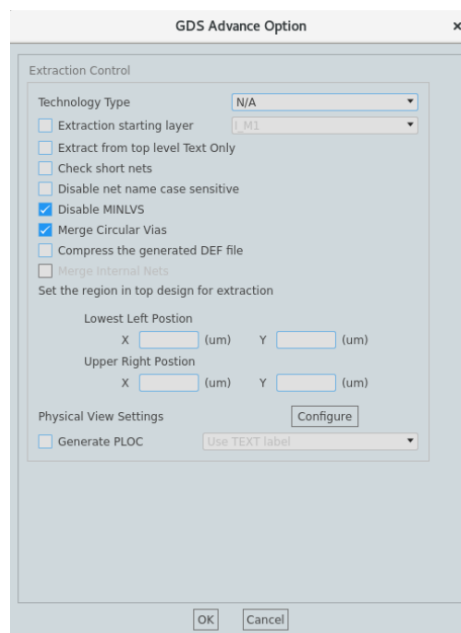 GDS Advance Option
Extraction Control
Technology Type N/A
Extraction starting layer I_M1
Extract from top level Text Only
Check short nets
Disable net name case sensitive
Disable MINLVS
Merge Circular Vias
Compress the generated DEF file
Merge Internal Nets
Set the region in top design for extraction
Lowest Left Postion
X (um) Y (um)
Upper Right Postion
X (um) Y (um)
Physical View Settings Configure
Generate PLOC Use TEXT label
OK Cancel